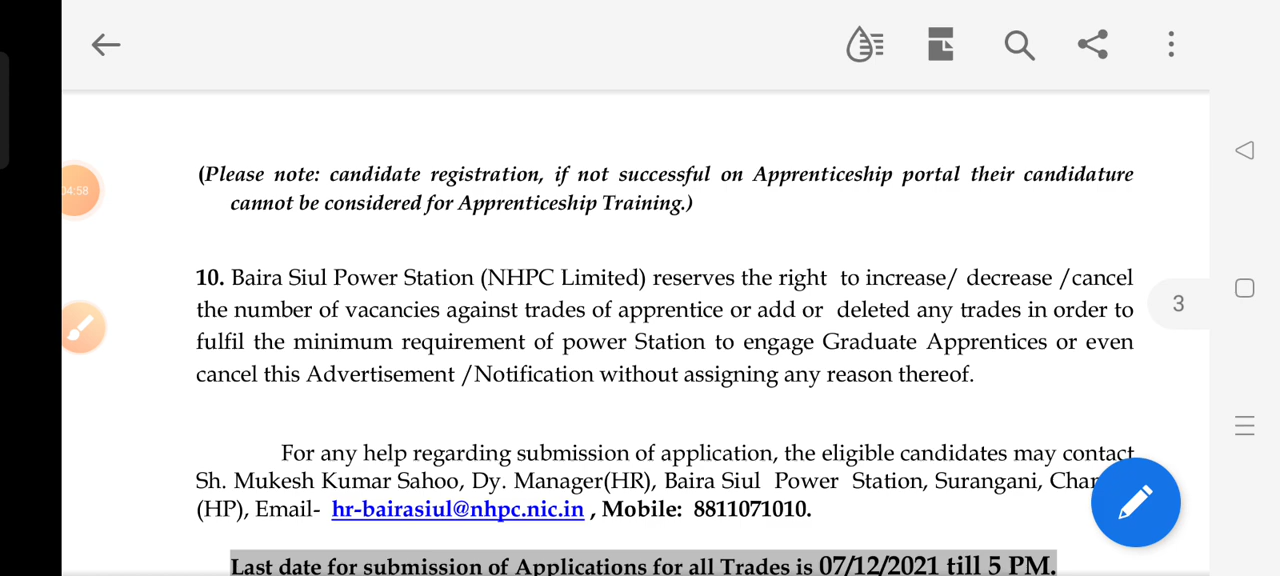 04:58
(Please note: candidate registration, if not successful on Apprenticeship portal their candidature
cannot be considered for Apprenticeship Training.)
10. Baira Siul Power Station (NHPC Limited) reserves the right to increase/ decrease /cancel
the number of vacancies against trades of apprentice or add or deleted any trades in order to
3
fulfil the minimum requirement of power Station to engage Graduate Apprentices or even
cancel this Advertisement /Notification without assigning any reason thereof.
For any help regarding submission of application, the eligible candidates may contact
Sh. Mukesh Kumar Sahoo, Dy. Manager(HR), Baira Siul Power Station, Surangani,
(HP), Email- hr-bairasiul@nhpc.nic.in , Mobile: 8811071010.
Last date for submission of Applications for all Trades is 07/12/2021 till 5 PM.